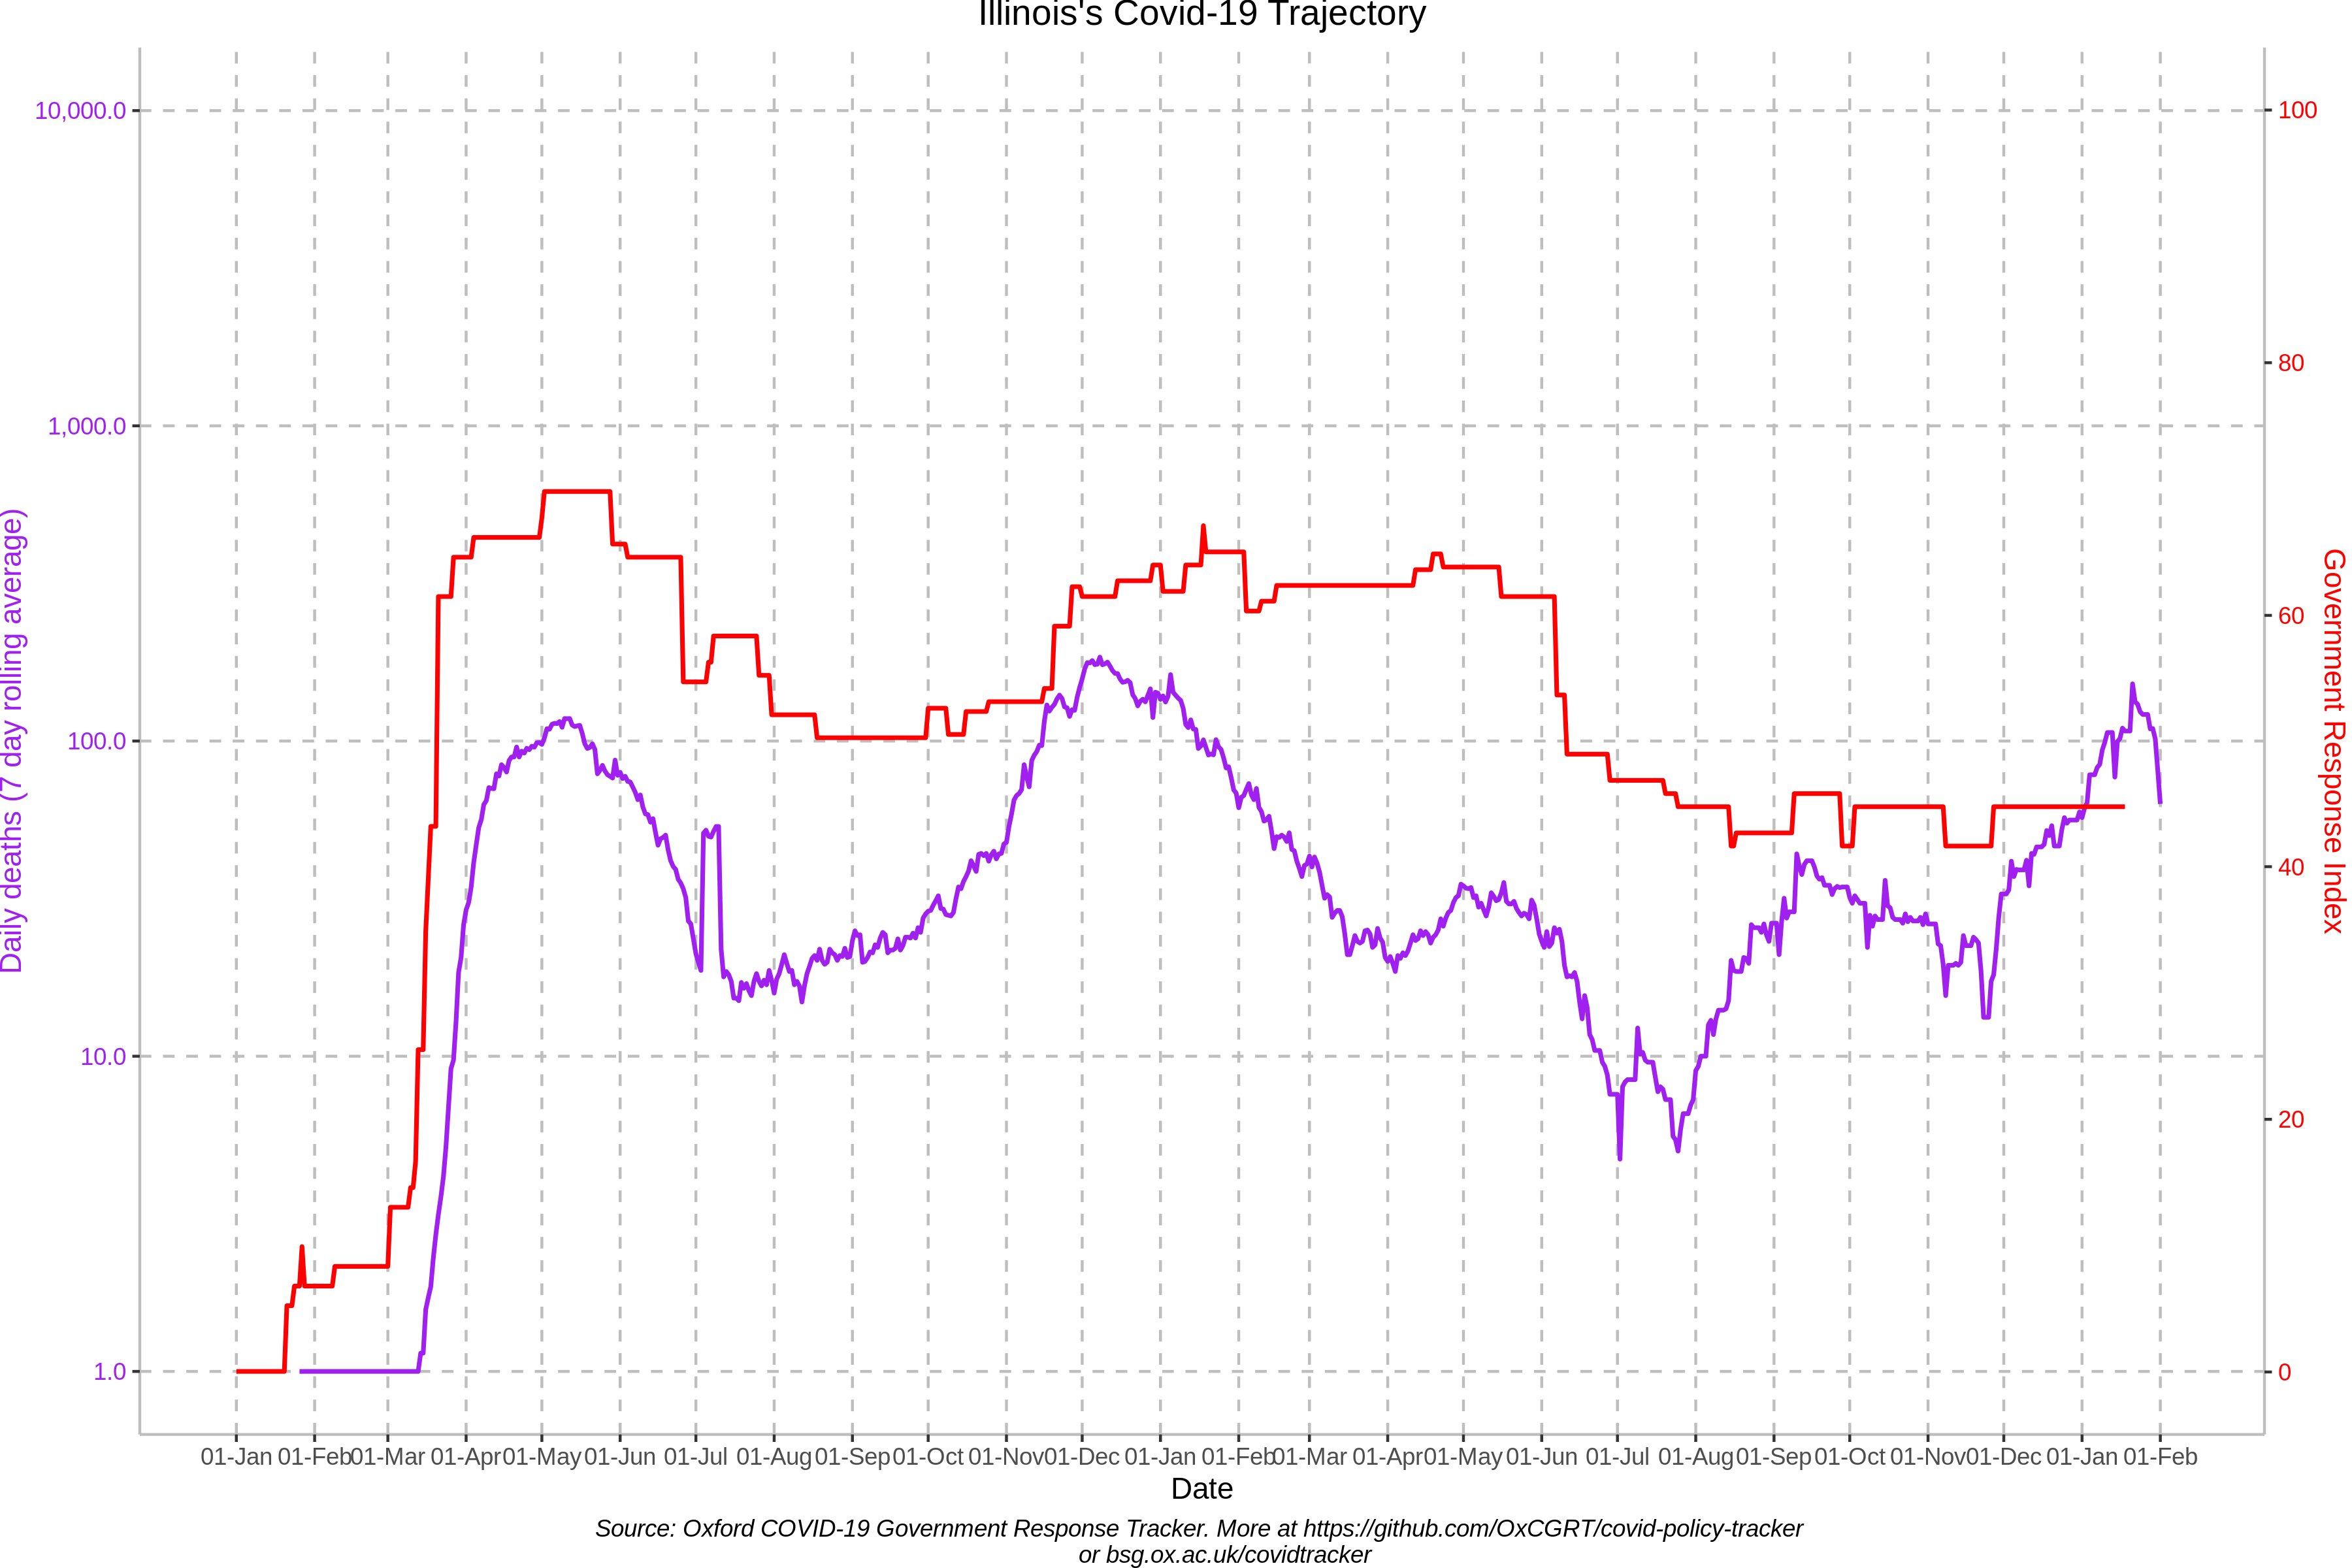 Illinois's Covid-19 Trajectory
10,000.0
1,000.0
100.0
10.0
1.0
Daily deaths (7 day rolling average)
100
80
60
40
20
0
Government Response Index
01-Jan 01-Feb 01-Mar 01-Apr 01-May 01-Jun 01-Jul 01-Aug 01-Sep 01-Oct 01-Nov 01-Dec 01-Jan 01-Feb 01-Mar 01-Apr 01-May 01-Jun 01-Jul 01-Aug 01-Sep 01-Oct 01-Nov 01-Dec 01-Jan 01-Feb
Date
Source: Oxford COVID-19 Government Response Tracker. More at https://github.com/OxCGRT/covid-policy-tracker
or bsg.ox.ac.uk/covidtracker